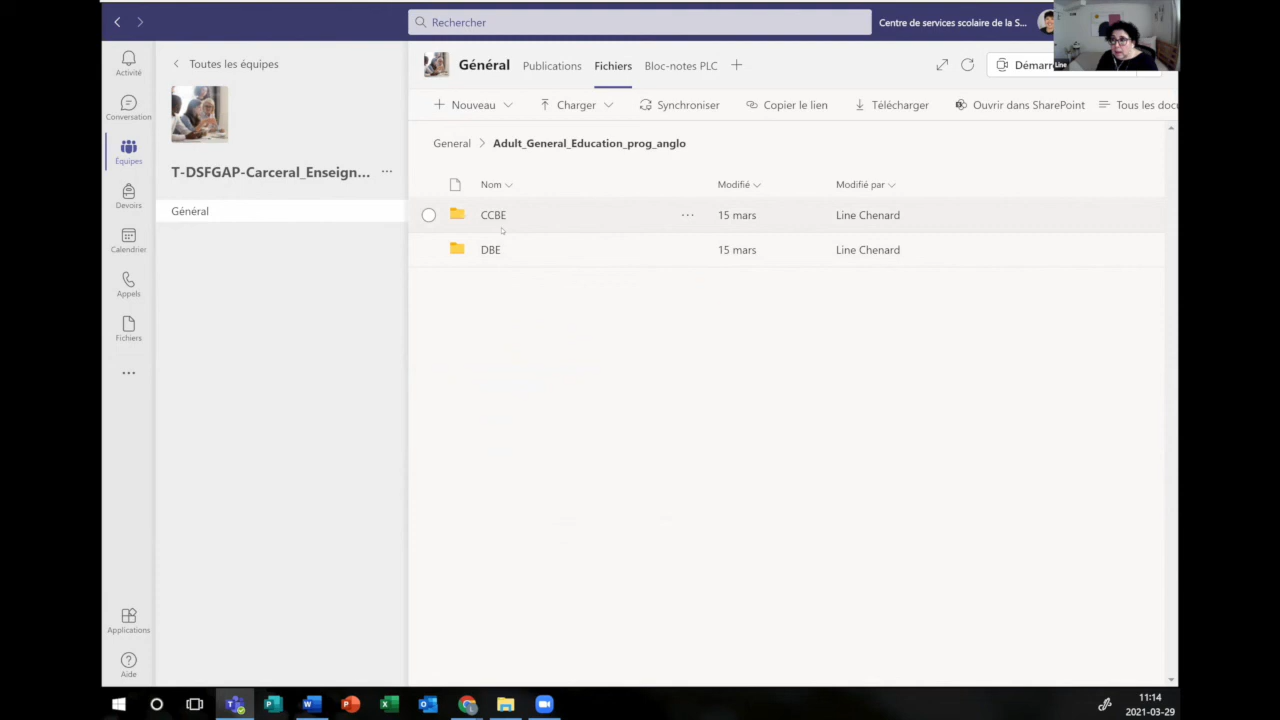 Rechercher
Centre de services scolaire de la S...
Line
Activité
Conversation
Équipes
Devoirs
Calendrier
Appels
Fichiers
...
Applications
Aide
Toutes les équipes
T-DSFGAP-Carceral_Enseign... ...
Général
Général Publications Fichiers Bloc-notes PLC
Démarr
Nouveau Charger Synchroniser Copier le lien Télécharger Ouvrir dans SharePoint Tous les docu
General > Adult_General_Education_prog_anglo
Nom Modifié Modifié par
CCBE ... 15 mars Line Chenard
DBE 15 mars Line Chenard
11:14
2021-03-29